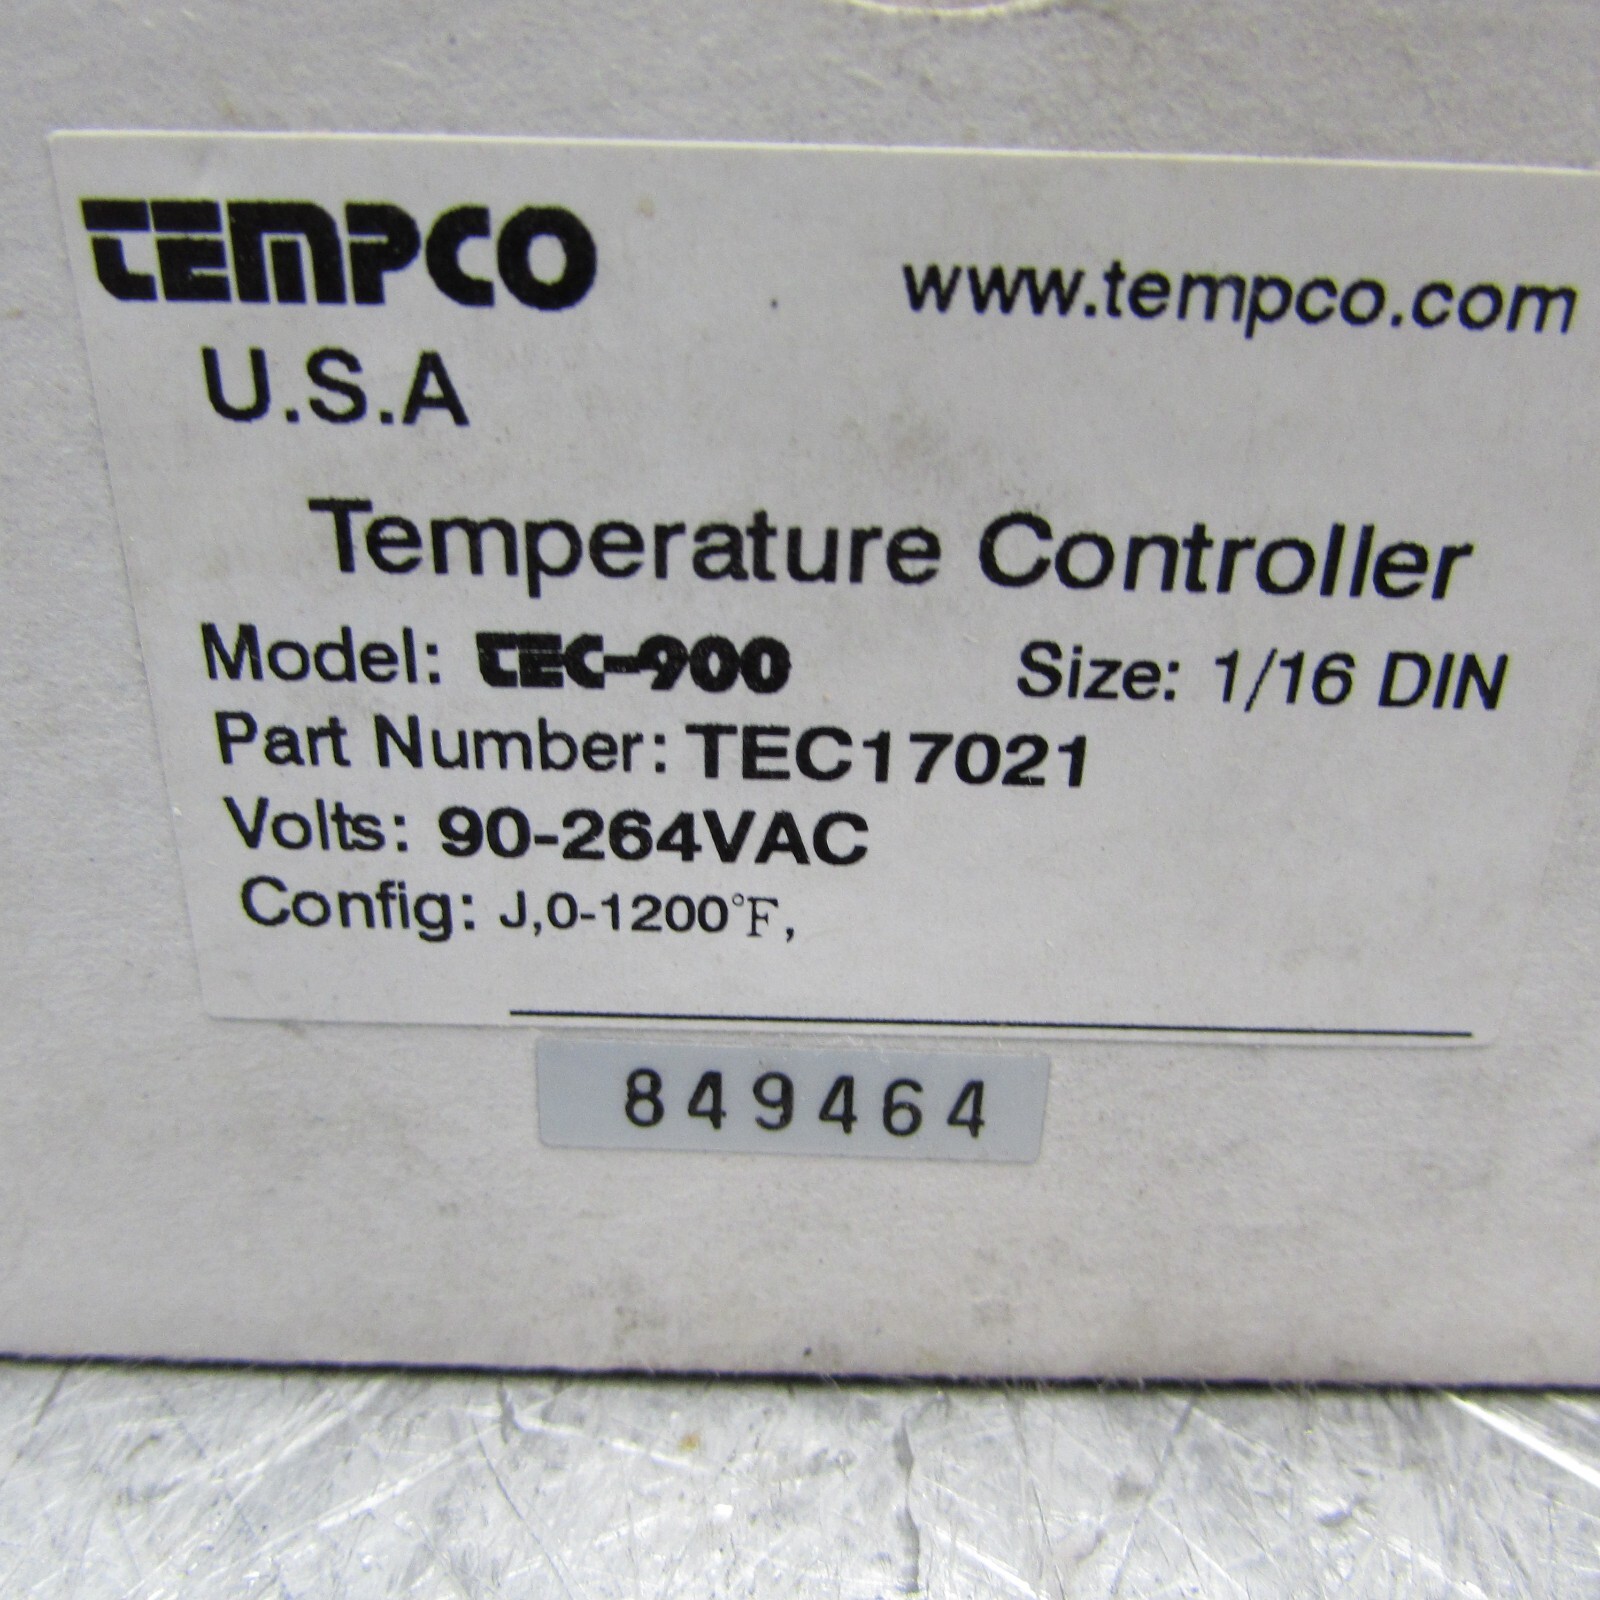 TEMPCO www.tempco.com
U.S.A
Temperature Controller
Model: TEC-900 Size: 1/16 DIN
Part Number: TEC17021
Volts: 90-264VAC
Config: J,0-1200°F,
849464